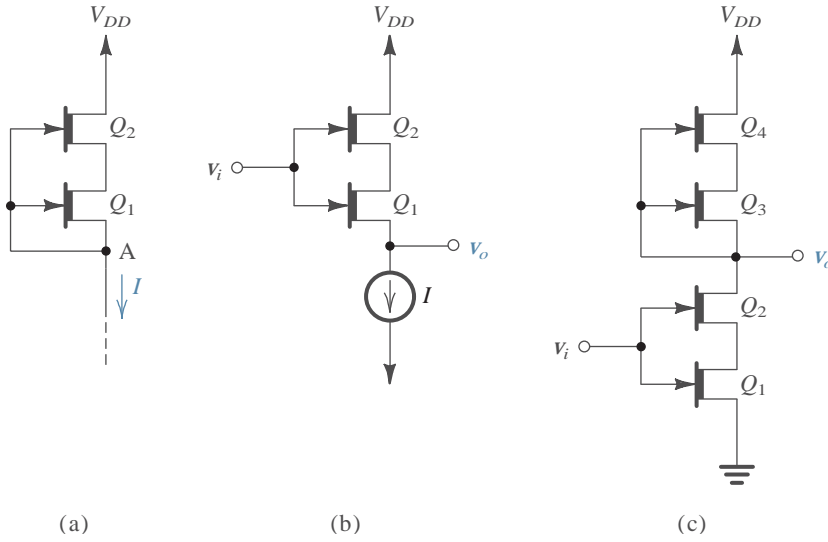 V_DD
Q_2
Q_1
A
I
(a)
V_DD
Q_2
v_i
Q_1
v_o
I
(b)
V_DD
Q_4
Q_3
v_o
Q_2
v_i
Q_1
(c)